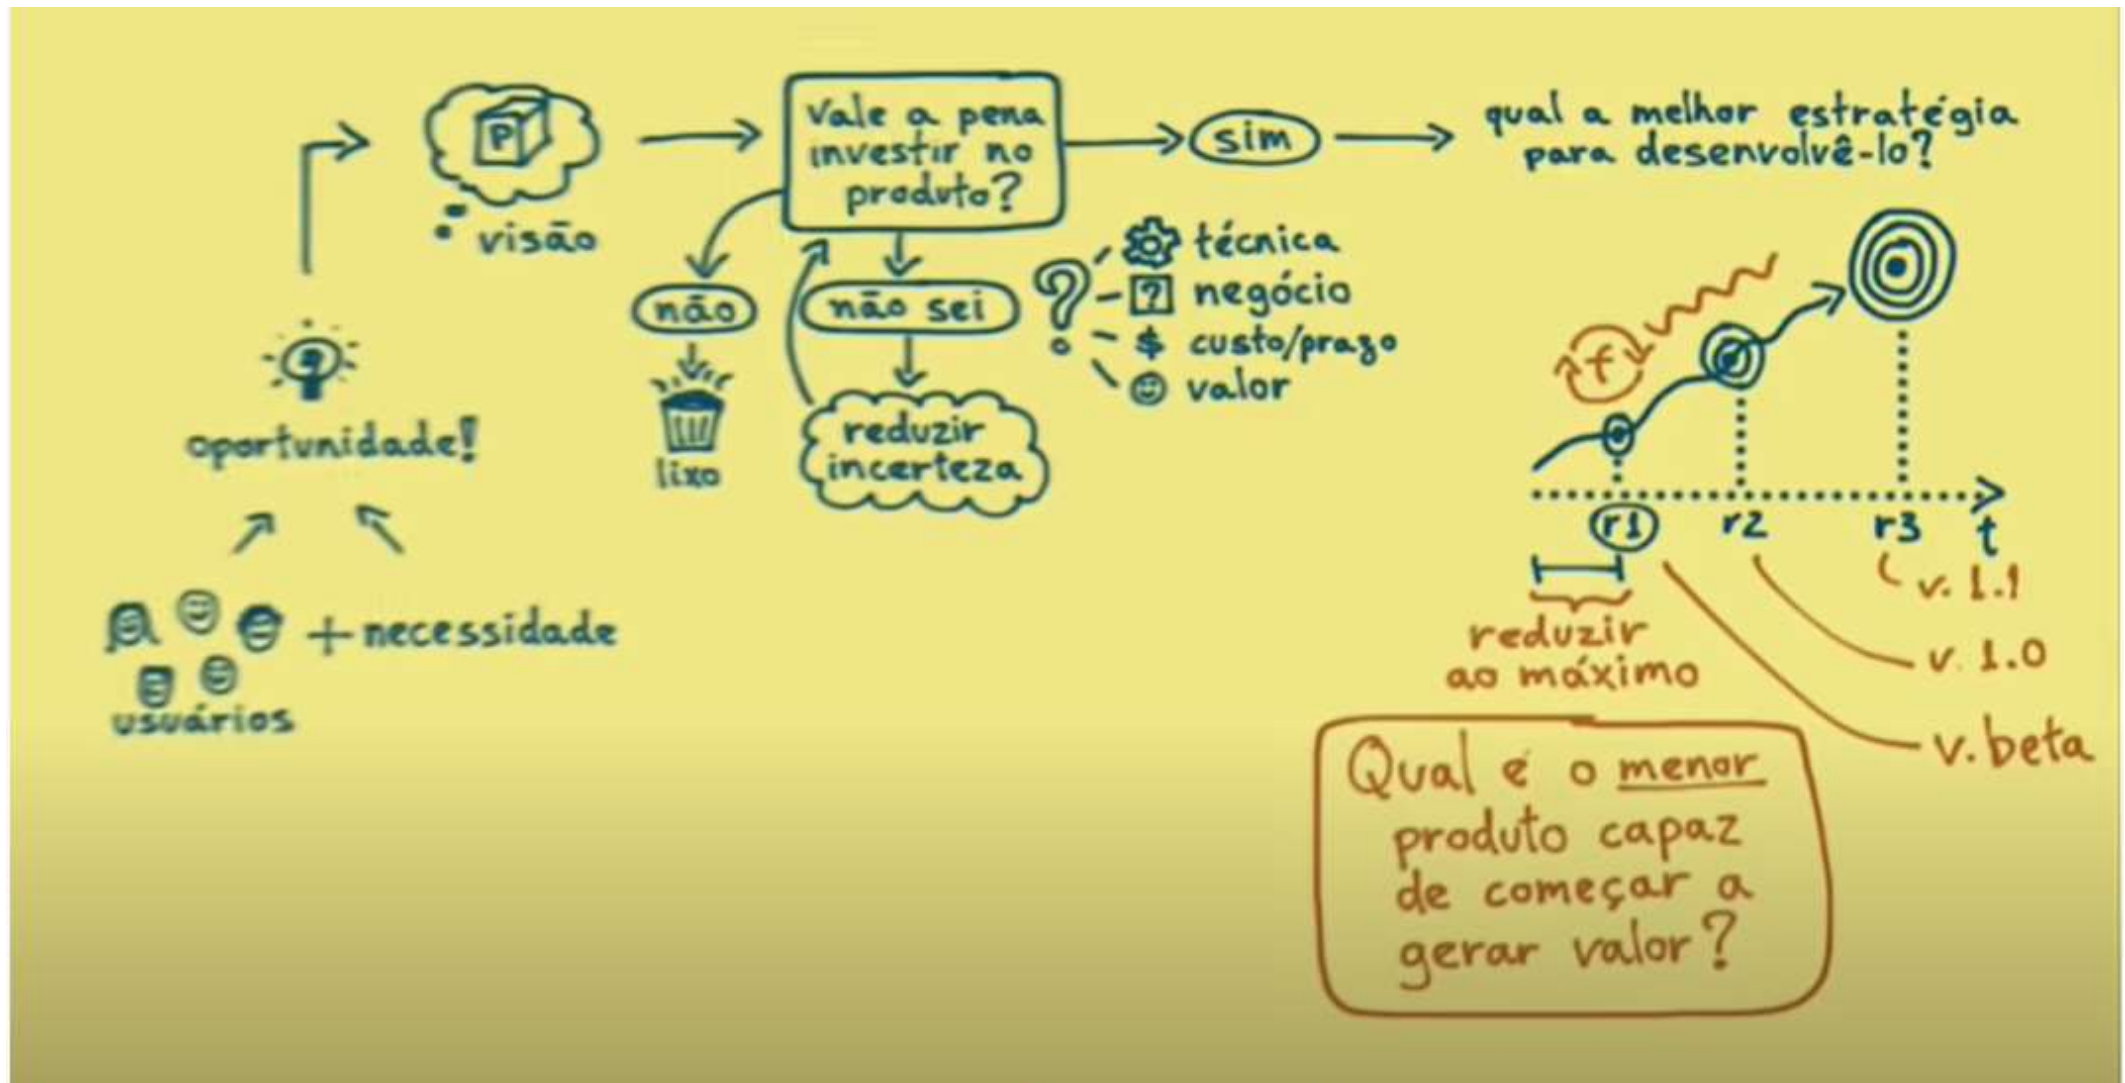 P
visão
oportunidade!
usuários
+ necessidade
Vale a pena
investir no
produto?
não
lixo
não sei
reduzir
incerteza
?
técnica
? negócio
$ custo/prazo
valor
sim
qual a melhor estratégia
para desenvolvê-lo?
f
r1 r2 r3 t
v. 1.1
v. 1.0
v. beta
reduzir
ao máximo
Qual é o menor
produto capaz
de começar a
gerar valor?